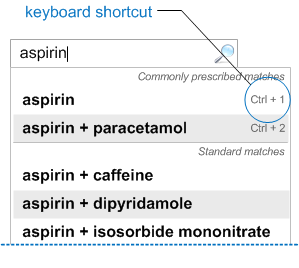 keyboard shortcut
aspirin
Commonly prescribed matches
aspirin Ctrl + 1
aspirin + paracetamol Ctrl + 2
Standard matches
aspirin + caffeine
aspirin + dipyridamole
aspirin + isosorbide mononitrate